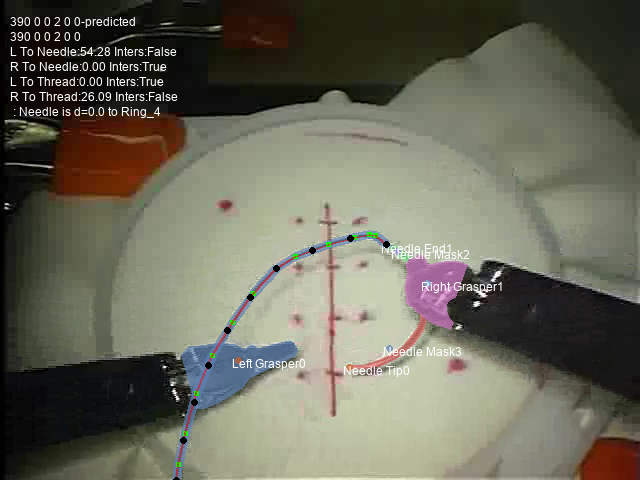 390 0 0 2 0 0-predicted
390 0 0 2 0 0
L To Needle:54.28 Inters:False
R To Needle:0.00 Inters:True
L To Thread:0.00 Inters:True
R To Thread:26.09 Inters:False
: Needle is d=0.0 to Ring_4
Needle End1
Needle Mask2
Right Grasper1
Needle Mask3
Left Grasper0
Needle Tip0